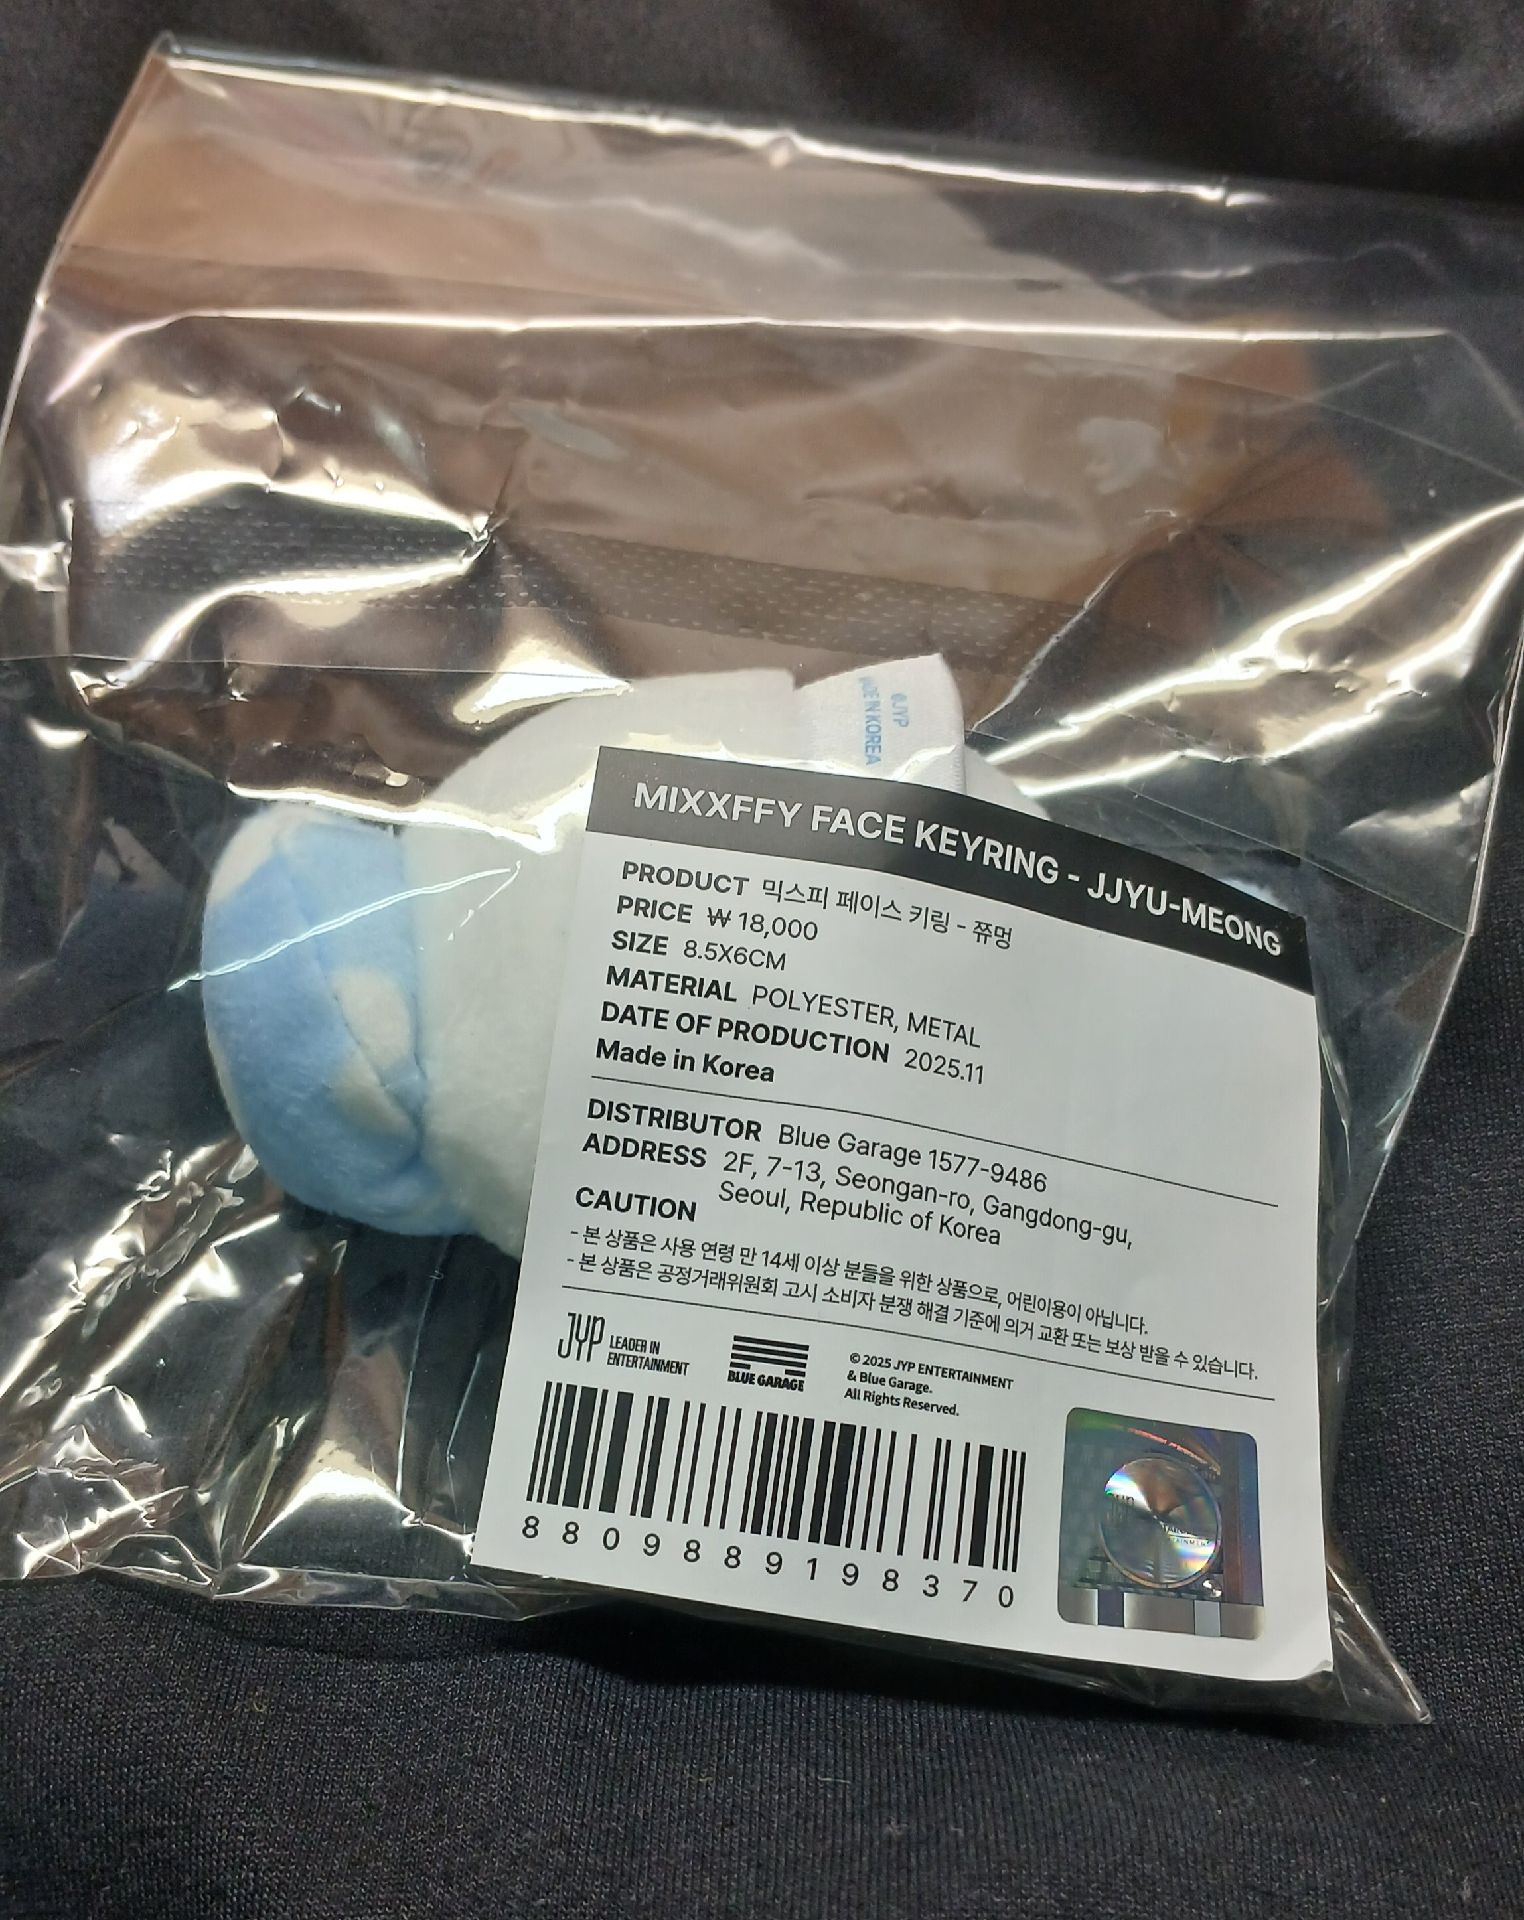 ©JYP
MADE IN KOREA
MIXXFFY FACE KEYRING - JJYU-MEONG
PRODUCT 믹스피 페이스 키링 - 쮸멍
PRICE ₩ 18,000
SIZE 8.5X6CM
MATERIAL POLYESTER, METAL
DATE OF PRODUCTION 2025.11
Made in Korea
DISTRIBUTOR Blue Garage 1577-9486
ADDRESS 2F, 7-13, Seongan-ro, Gangdong-gu,
Seoul, Republic of Korea
CAUTION
- 본 상품은 사용 연령 만 14세 이상 분들을 위한 상품으로, 어린이용이 아닙니다.
- 본 상품은 공정거래위원회 고시 소비자 분쟁 해결 기준에 의거 교환 또는 보상 받을 수 있습니다.
JYP LEADER IN
ENTERTAINMENT
BLUE GARAGE
© 2025 JYP ENTERTAINMENT
& Blue Garage.
All Rights Reserved.
8809889198370